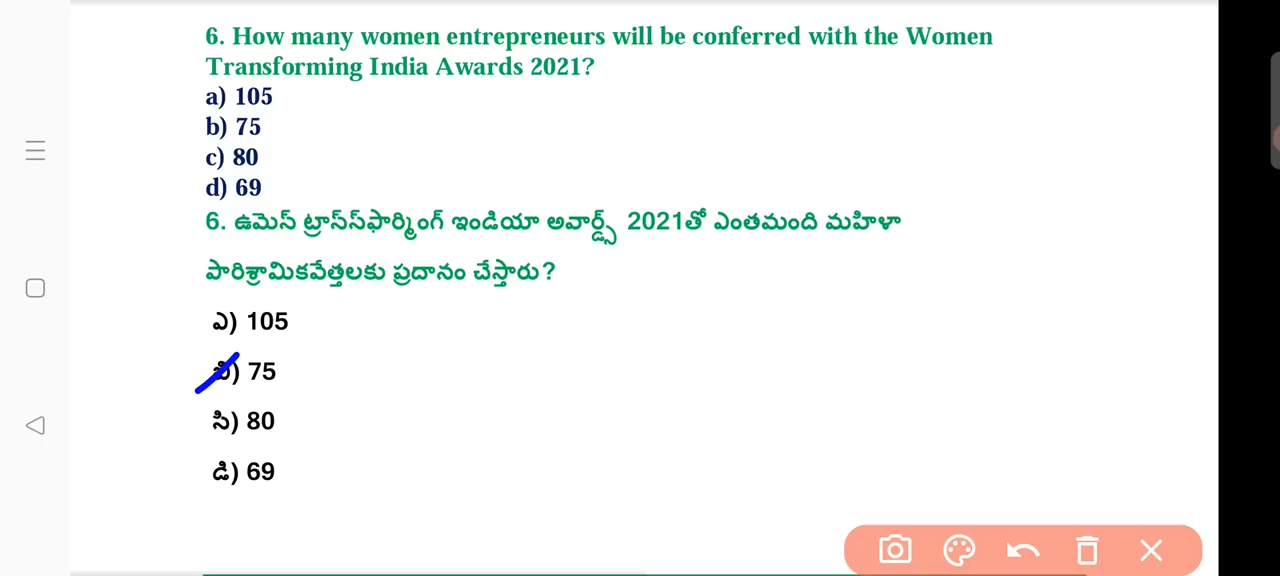 6. How many women entrepreneurs will be conferred with the Women
Transforming India Awards 2021?
a) 105
b) 75
c) 80
d) 69
6. ఉమెస్ ట్రాస్‌స్‌ఫార్మింగ్ ఇండియా అవార్డ్స్ 2021తో ఎంతమంది మహిళా
పారిశ్రామికవేత్తలకు ప్రదానం చేస్తారు?
ఎ) 105
బి) 75
సి) 80
డి) 69